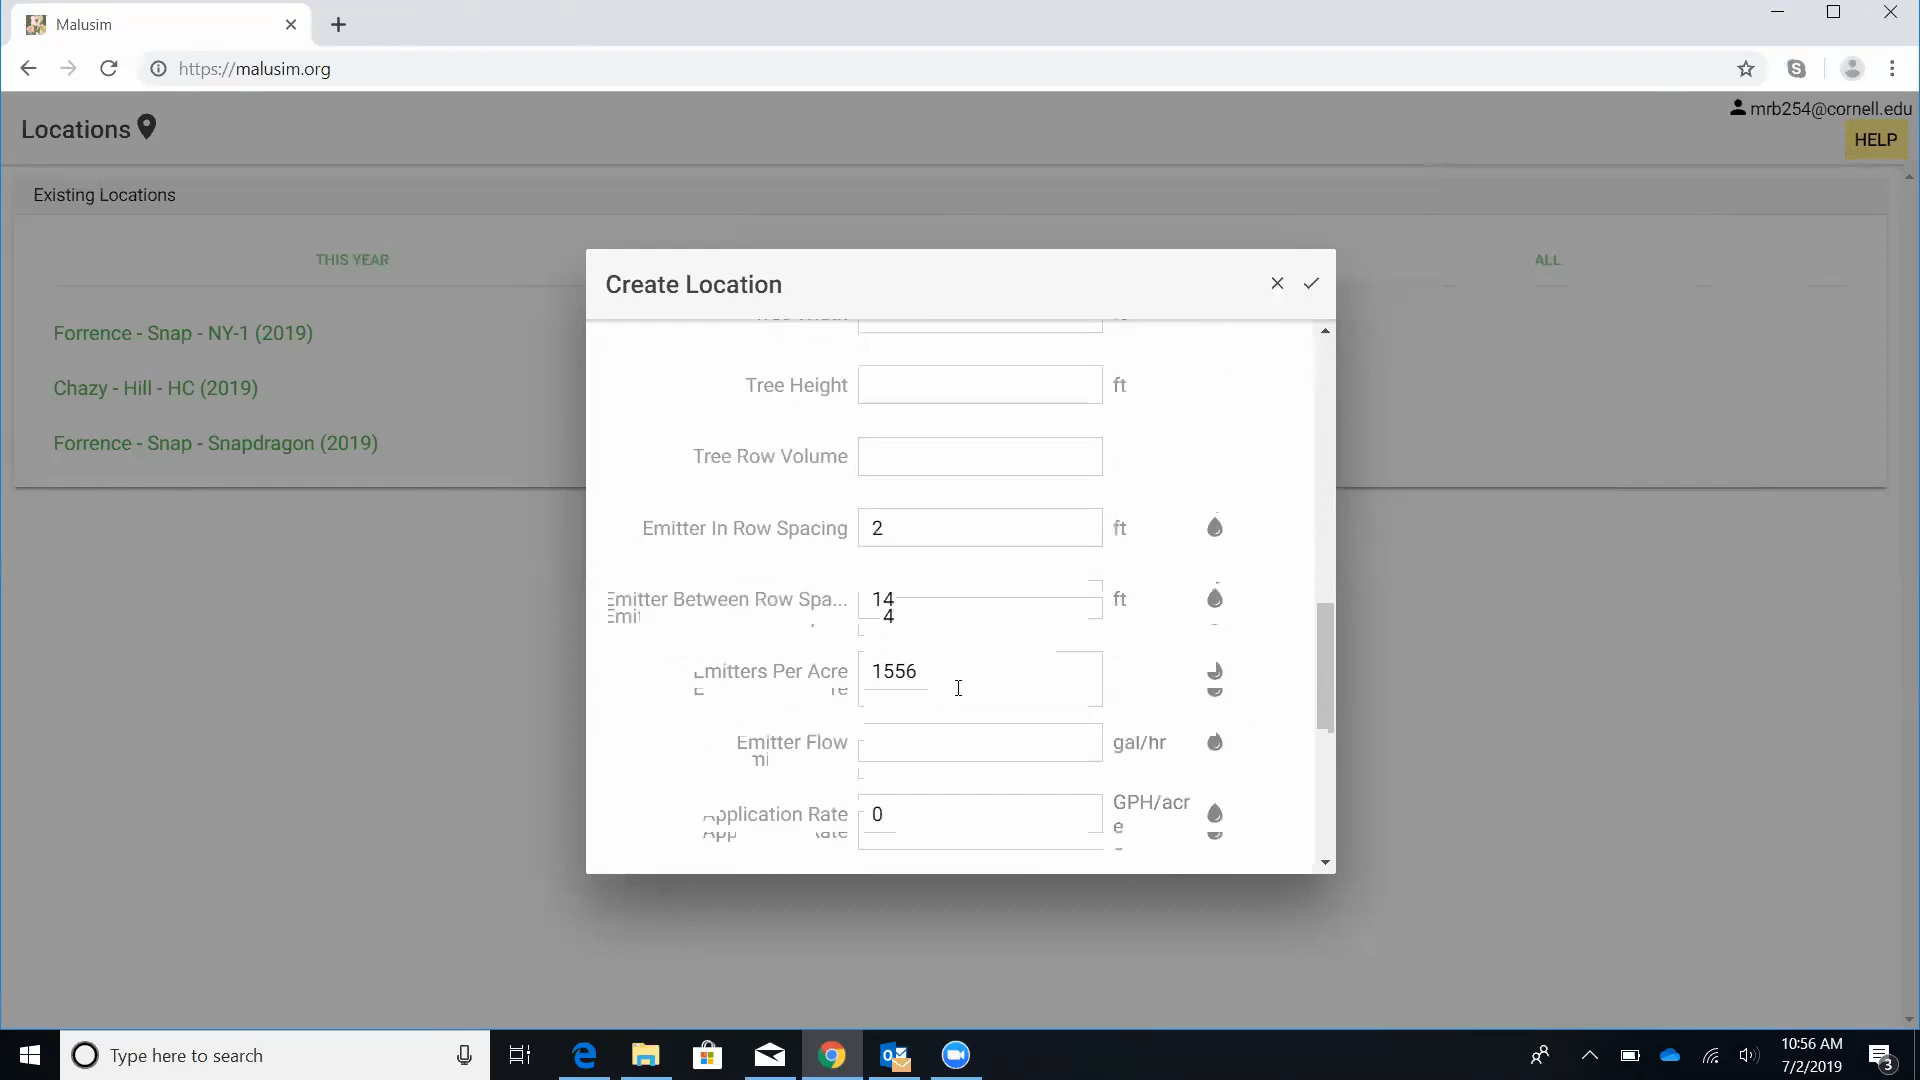 Malusim
https://malusim.org
Locations
mrb254@cornell.edu
HELP
Existing Locations
THIS YEAR
ALL
Forrence - Snap - NY-1 (2019)
Chazy - Hill - HC (2019)
Forrence - Snap - Snapdragon (2019)
Create Location
Tree Height ft
Tree Row Volume
Emitter In Row Spacing 2 ft
Emitter Between Row Spa... 14 ft
Emitters Per Acre 1556
Emitter Flow gal/hr
Application Rate 0 GPH/acr
e
Type here to search
10:56 AM
7/2/2019
3